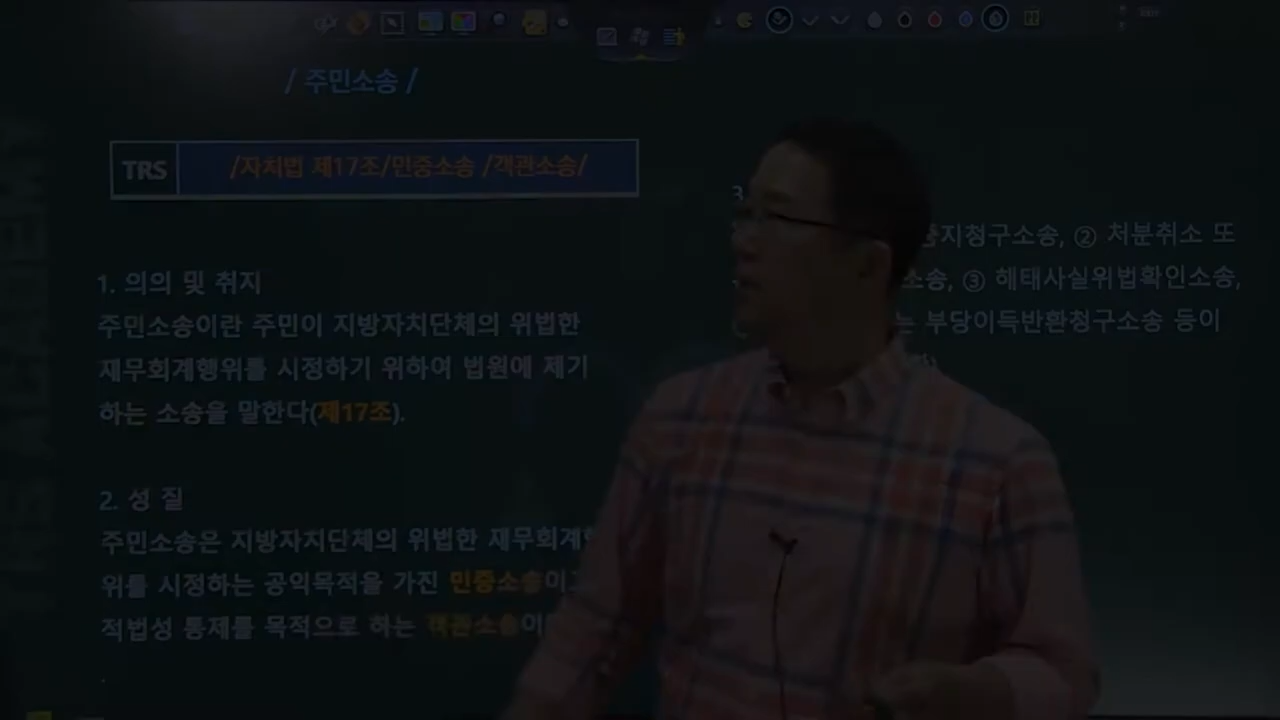 / 주민소송 /
TRS
/자치법 제17조/민중소송 /객관소송/
1. 의의 및 취지
주민소송이란 주민이 지방자치단체의 위법한
재무회계행위를 시정하기 위하여 법원에 제기
하는 소송을 말한다(제17조).
2. 성 질
주민소송은 지방자치단체의 위법한 재무회계
위를 시정하는 공익목적을 가진 민중소송이
적법성 통제를 목적으로 하는 객관소송이
3.
중지청구소송, ② 처분취소 또
소송, ③ 해태사실위법확인소송,
는 부당이득반환청구소송 등이